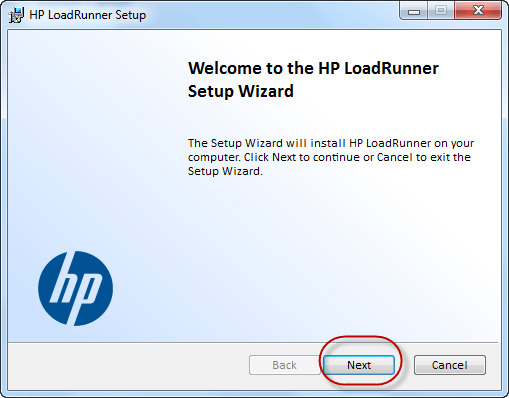 HP LoadRunner Setup
Welcome to the HP LoadRunner
Setup Wizard
The Setup Wizard will install HP LoadRunner on your
computer. Click Next to continue or Cancel to exit the
Setup Wizard.
hp
Back
Next
Cancel